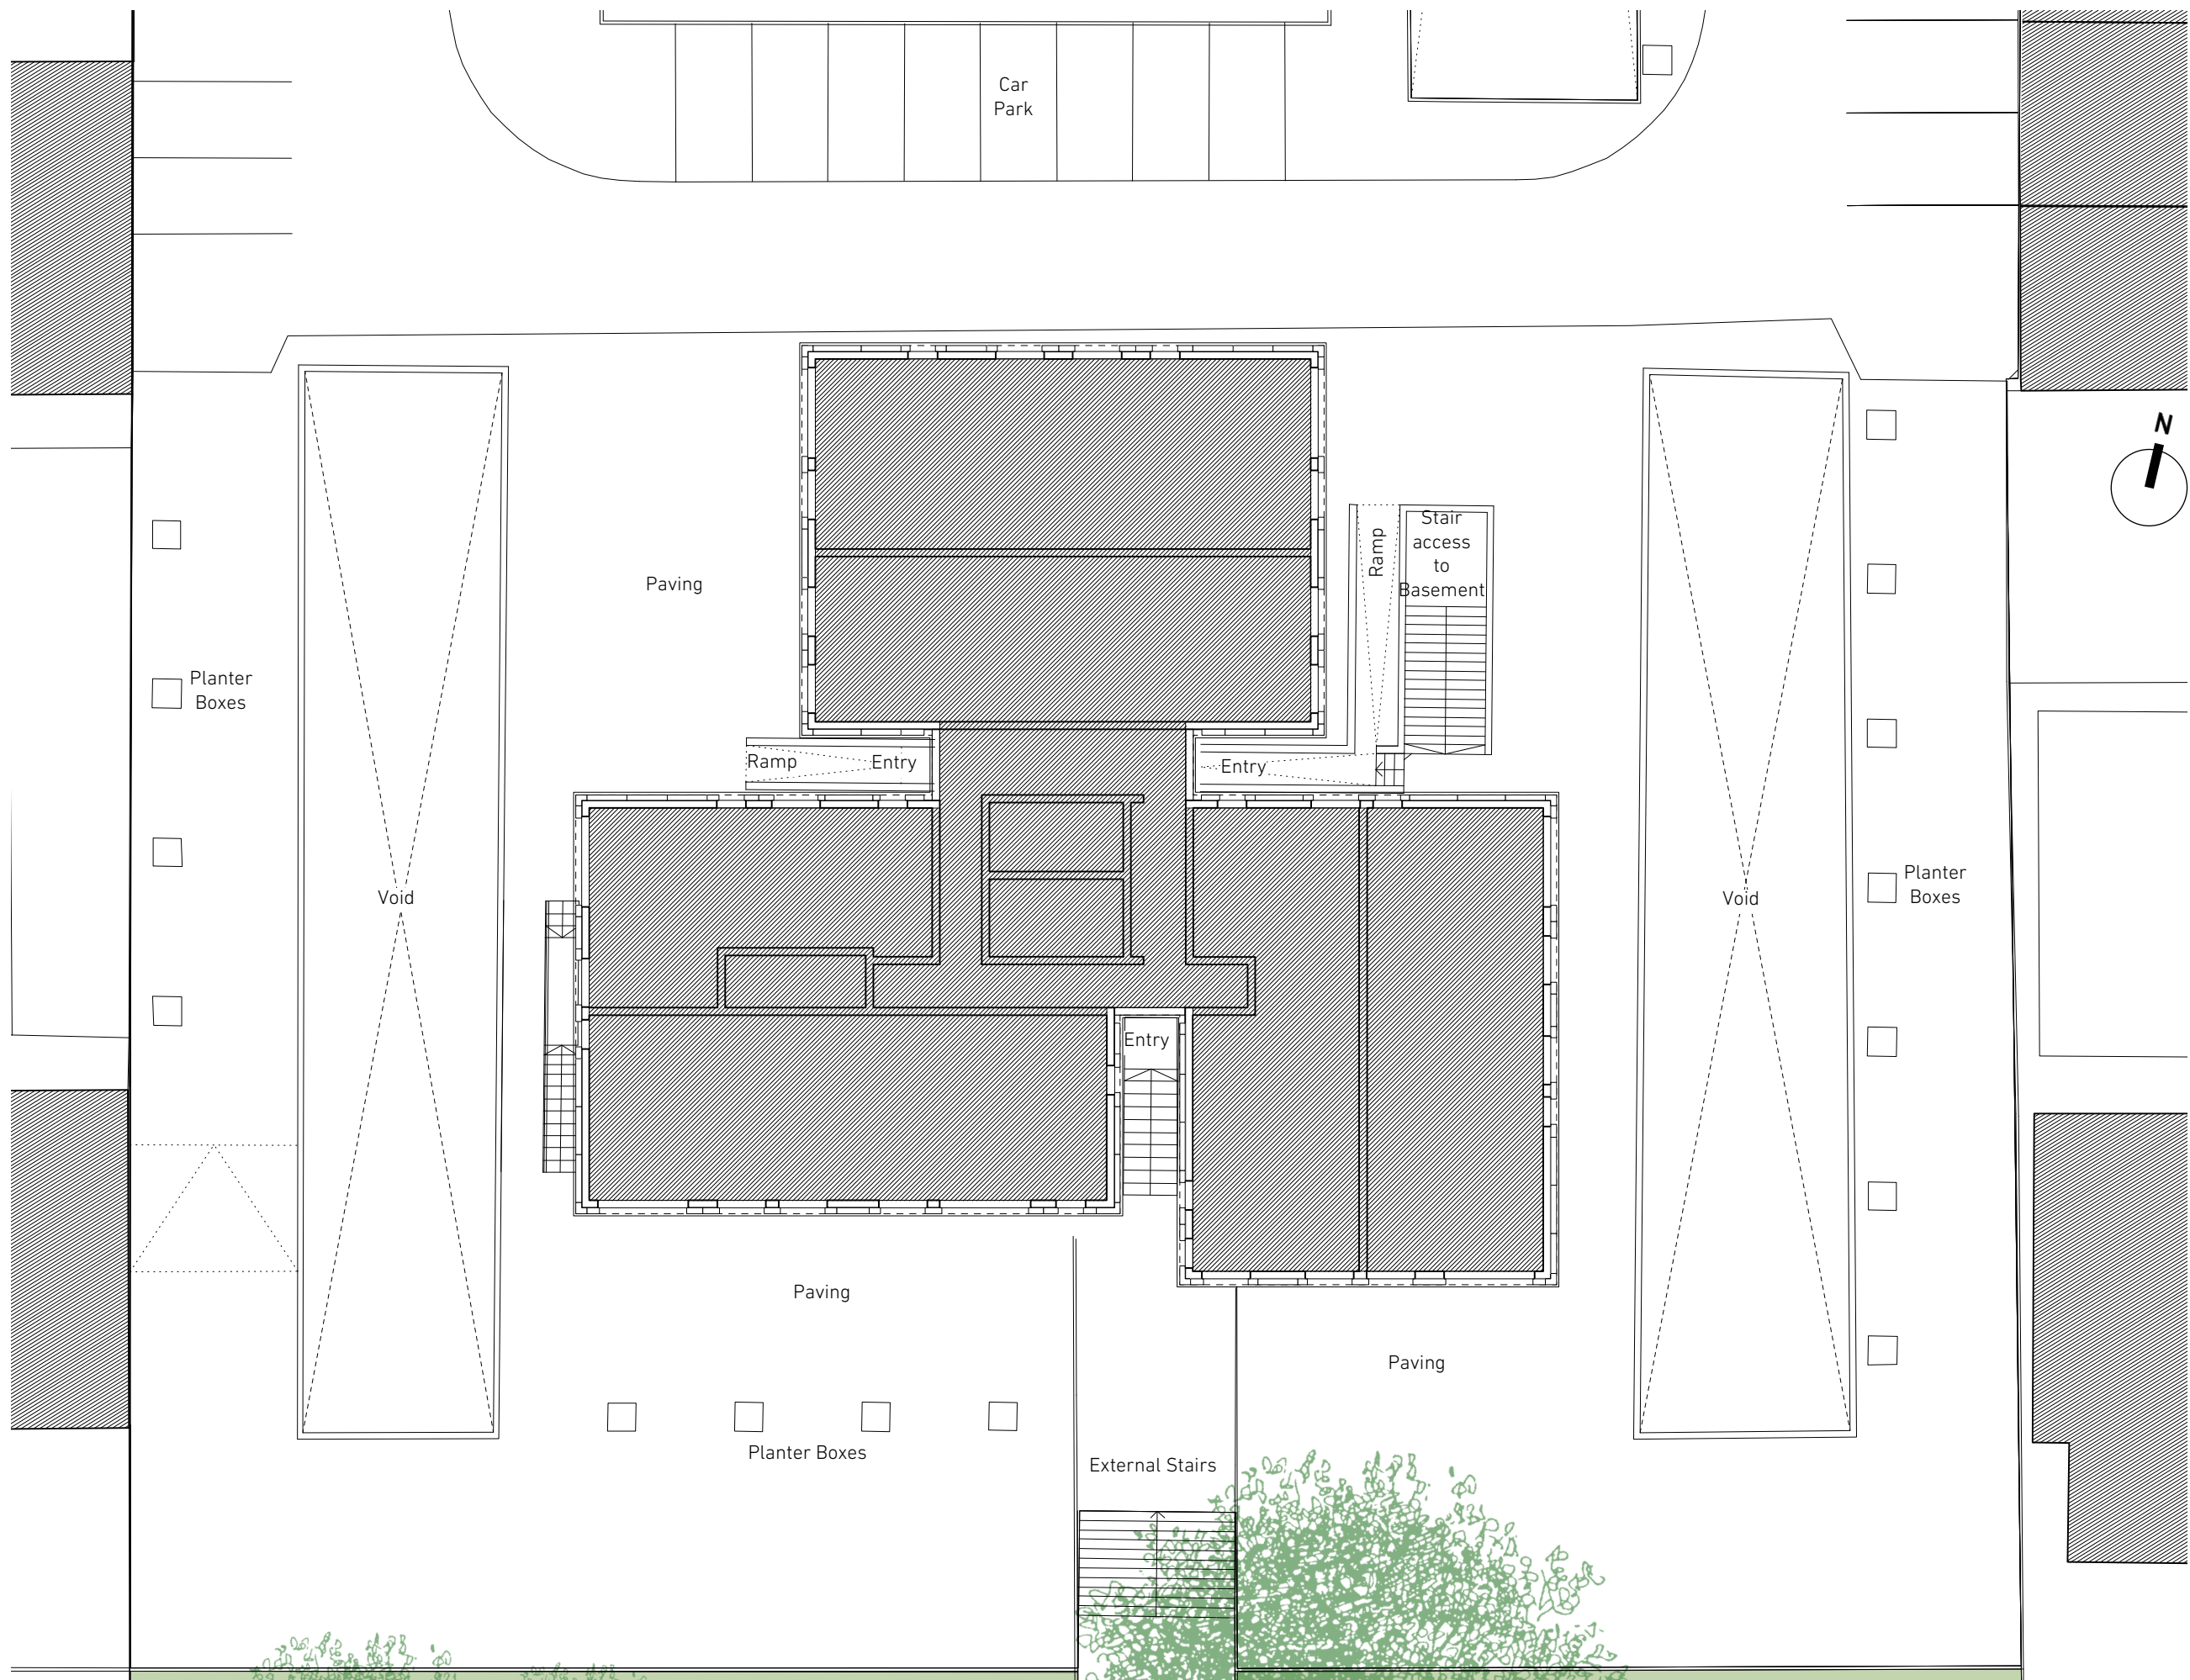 Car
Park
N
Stair
access
to
Basement
Ramp
Paving
Planter
Boxes
Ramp
Entry
Entry
Void
Void
Planter
Boxes
Entry
Paving
Paving
Planter Boxes
External Stairs